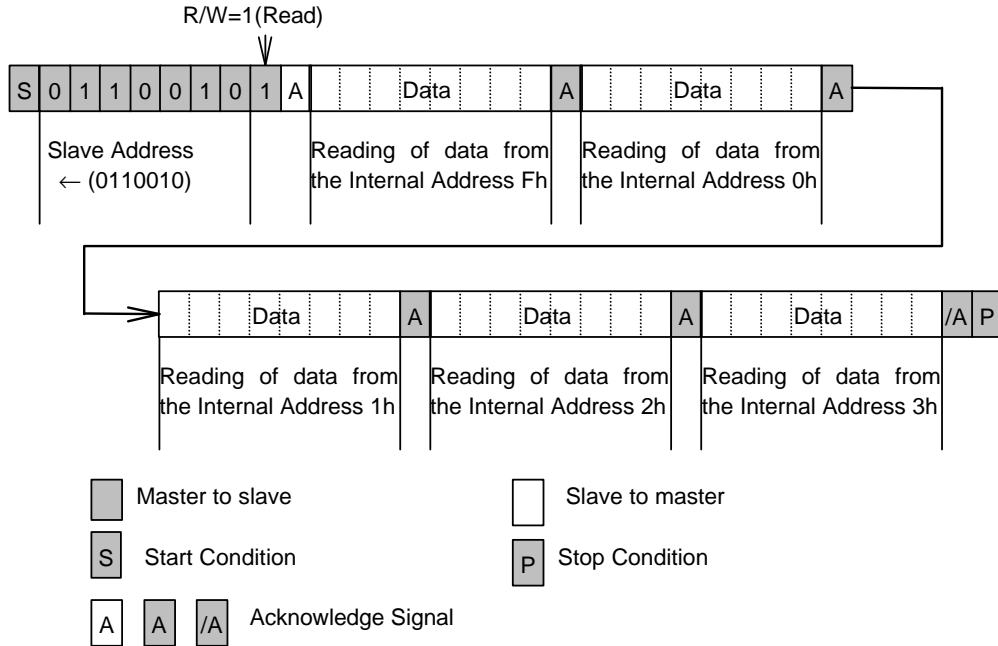 R/W=1(Read)
S 0 1 1 0 0 1 0 1 A Data A Data A
Slave Address
← (0110010)
Reading of data from
the Internal Address Fh
Reading of data from
the Internal Address 0h
Data A Data A Data /A P
Reading of data from
the Internal Address 1h
Reading of data from
the Internal Address 2h
Reading of data from
the Internal Address 3h
Master to slave
Slave to master
S Start Condition
P Stop Condition
A A /A Acknowledge Signal